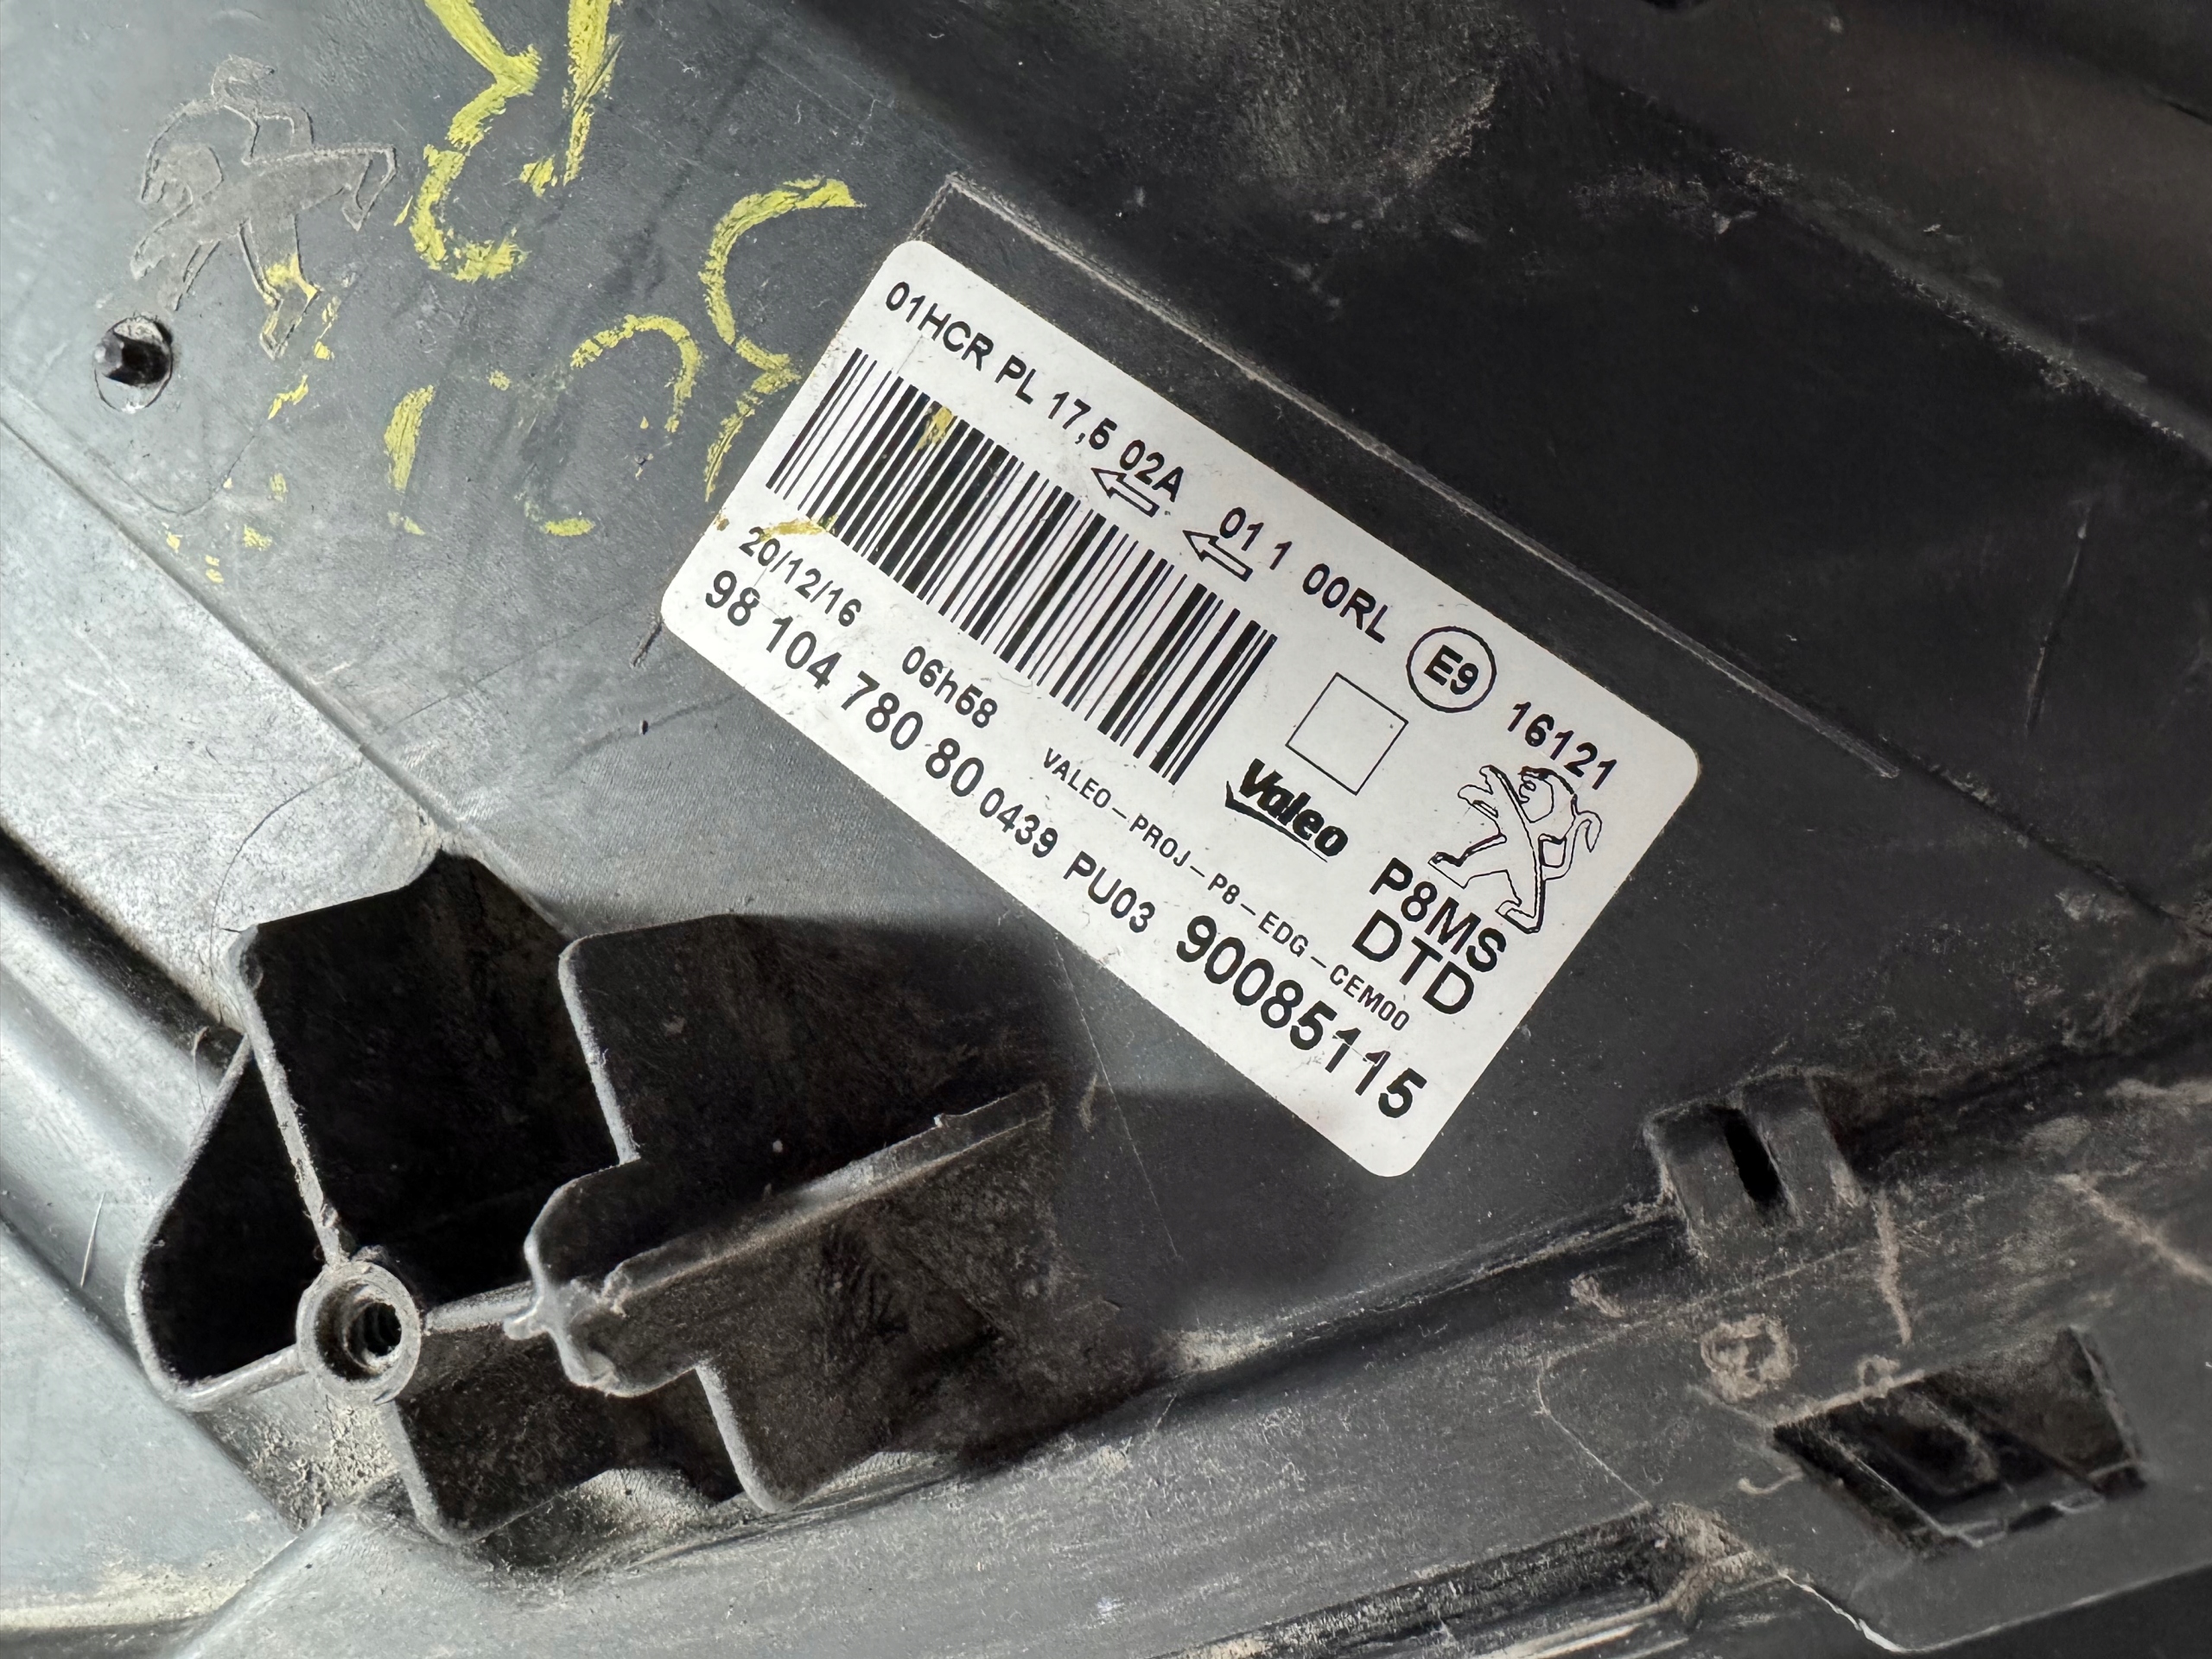 01HCR PL 17,5 02A 01 1 00RL E9 16121
20/12/16 06h58
Valeo
P8MS
DTD
VALEO-PROJ-P8-EDG-CEM00
98 104 780 80 0439 PU03 90085115